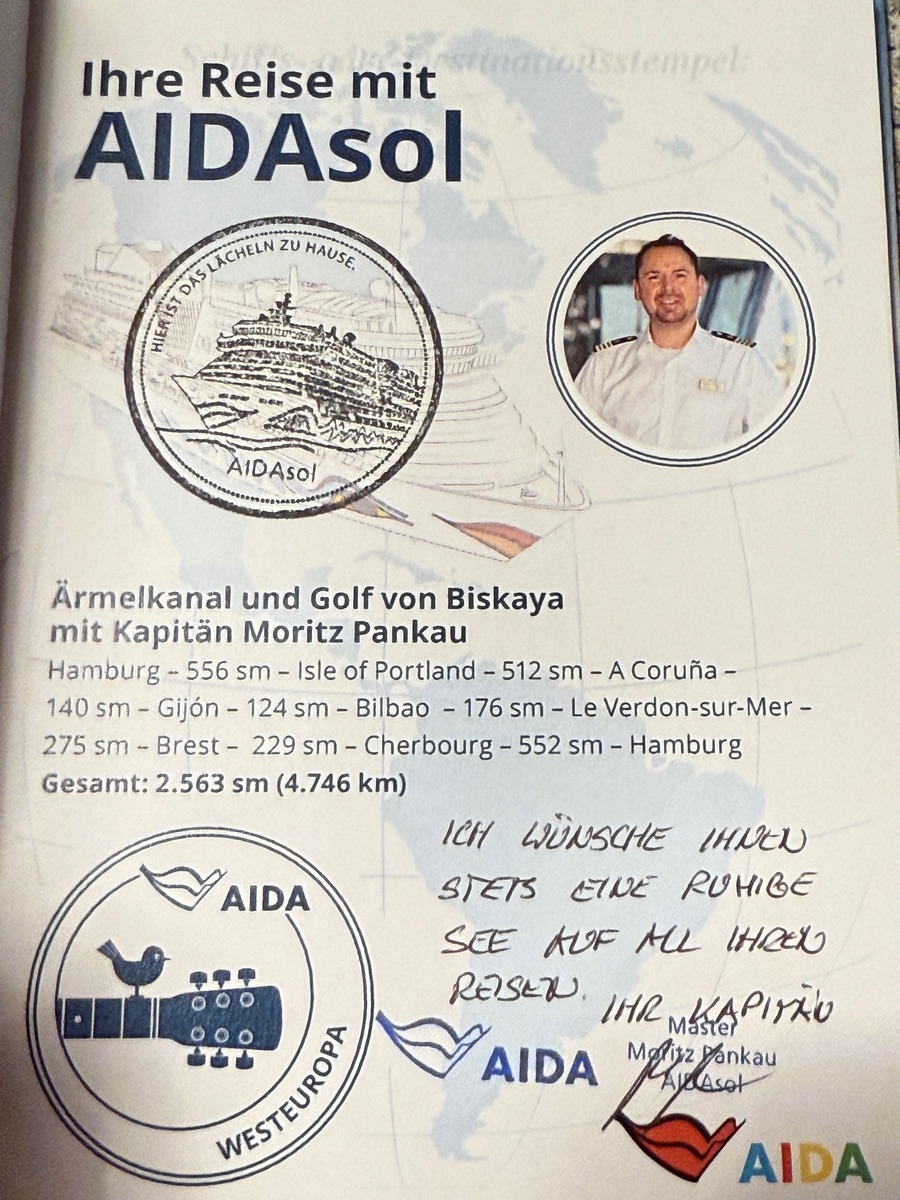 Schiffs- oder Destinationsstempel:
Ihre Reise mit
AIDAsol
HIER IST DAS LÄCHELN ZU HAUSE.
AIDAsol
Ärmelkanal und Golf von Biskaya
mit Kapitän Moritz Pankau
Hamburg – 556 sm – Isle of Portland – 512 sm – A Coruña –
140 sm – Gijón – 124 sm – Bilbao – 176 sm – Le Verdon-sur-Mer –
275 sm – Brest – 229 sm – Cherbourg – 552 sm – Hamburg
Gesamt: 2.563 sm (4.746 km)
ICH WÜNSCHE IHNEN
STETS EINE RUHIGE
SEE AUF ALL IHREN
REISEN.
IHR KAPITÄN
AIDA
WESTEUROPA
AIDA
Master
Moritz Pankau
AIDAsol
AIDA